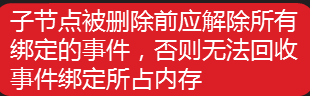 子节点被删除前应解除所有
绑定的事件，否则无法回收
事件绑定所占内存